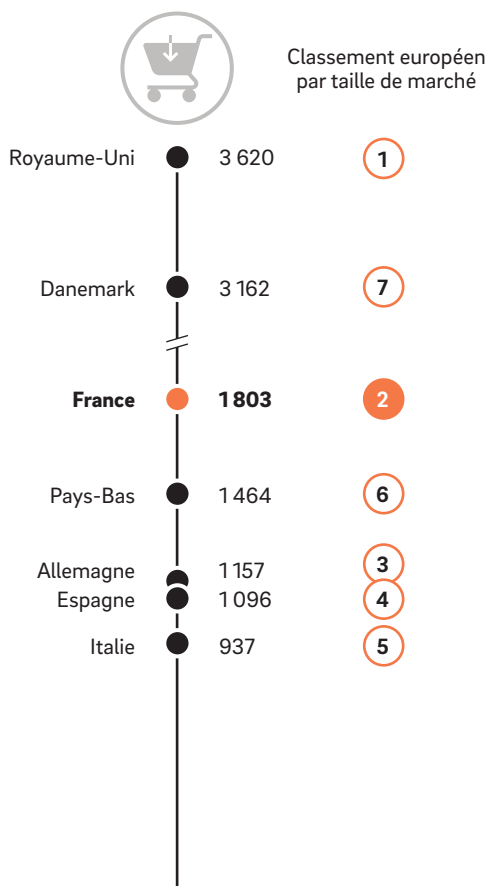 Classement européen
par taille de marché
Royaume-Uni 3 620 1
Danemark 3 162 7
France 1 803 2
Pays-Bas 1 464 6
Allemagne 1 157 3
Espagne 1 096 4
Italie 937 5